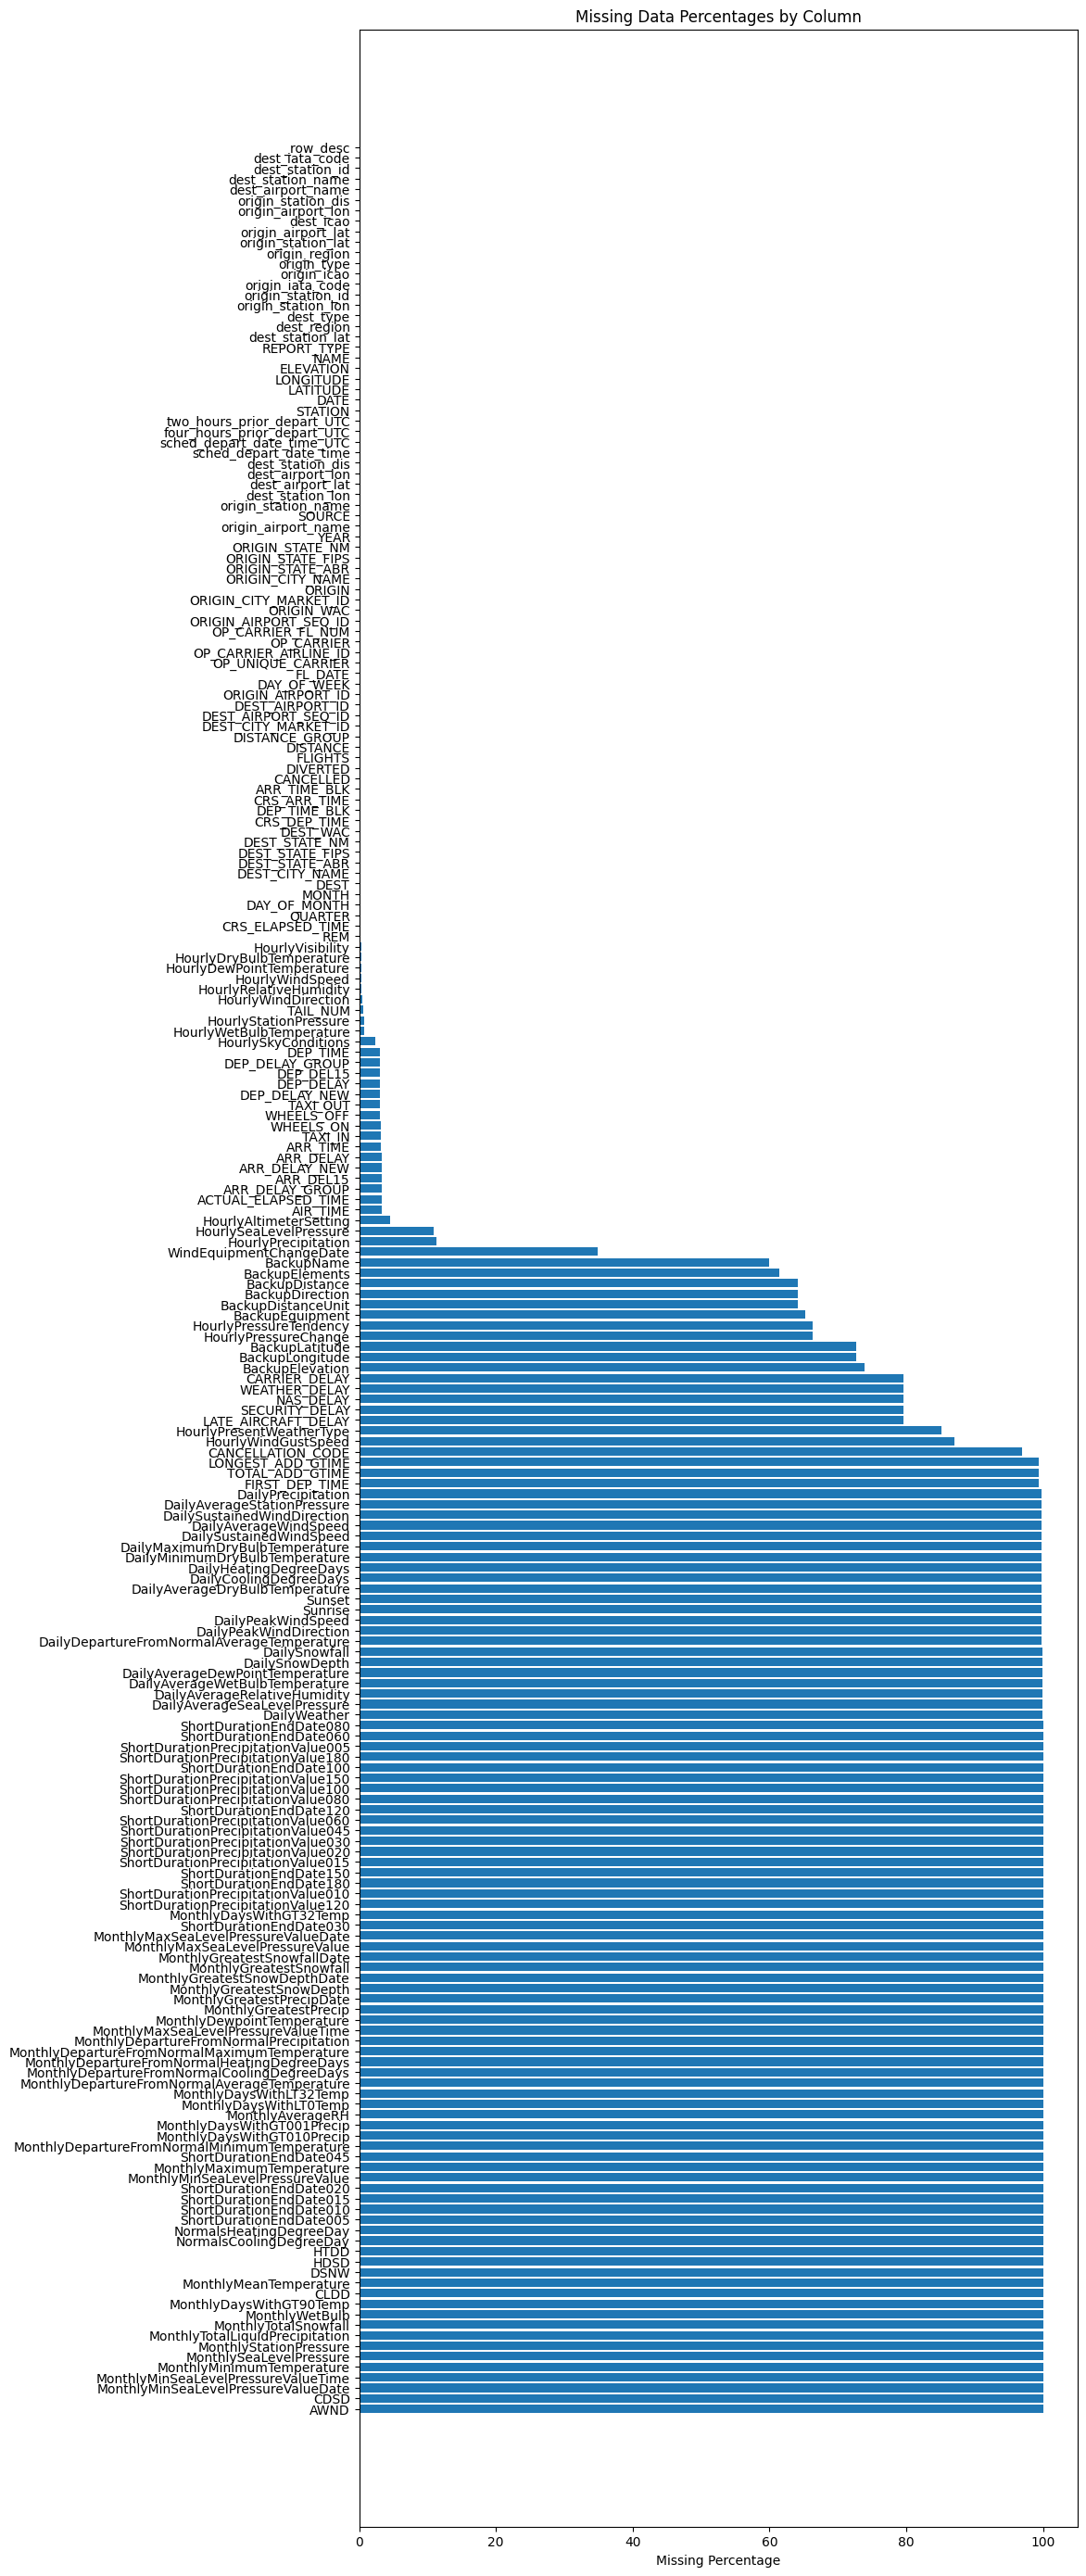 Missing Data Percentages by Column
row_desc
dest_iata_code
dest_station_id
dest_station_name
dest_airport_name
origin_station_dis
origin_airport_lon
dest_icao
origin_airport_lat
origin_station_lat
origin_region
origin_type
origin_icao
origin_iata_code
origin_station_id
origin_station_lon
dest_type
dest_region
dest_station_lat
REPORT_TYPE
NAME
ELEVATION
LONGITUDE
LATITUDE
DATE
STATION
two_hours_prior_depart_UTC
four_hours_prior_depart_UTC
sched_depart_date_time_UTC
sched_depart_date_time
dest_station_dis
dest_airport_lon
dest_airport_lat
dest_station_lon
origin_station_name
SOURCE
origin_airport_name
YEAR
ORIGIN_STATE_NM
ORIGIN_STATE_FIPS
ORIGIN_STATE_ABR
ORIGIN_CITY_NAME
ORIGIN
ORIGIN_CITY_MARKET_ID
ORIGIN_WAC
ORIGIN_AIRPORT_SEQ_ID
OP_CARRIER_FL_NUM
OP_CARRIER
OP_CARRIER_AIRLINE_ID
OP_UNIQUE_CARRIER
FL_DATE
DAY_OF_WEEK
ORIGIN_AIRPORT_ID
DEST_AIRPORT_ID
DEST_AIRPORT_SEQ_ID
DEST_CITY_MARKET_ID
DISTANCE_GROUP
DISTANCE
FLIGHTS
DIVERTED
CANCELLED
ARR_TIME_BLK
CRS_ARR_TIME
DEP_TIME_BLK
CRS_DEP_TIME
DEST_WAC
DEST_STATE_NM
DEST_STATE_FIPS
DEST_STATE_ABR
DEST_CITY_NAME
DEST
MONTH
DAY_OF_MONTH
QUARTER
CRS_ELAPSED_TIME
REM
HourlyVisibility
HourlyDryBulbTemperature
HourlyDewPointTemperature
HourlyWindSpeed
HourlyRelativeHumidity
HourlyWindDirection
TAIL_NUM
HourlyStationPressure
HourlyWetBulbTemperature
HourlySkyConditions
DEP_TIME
DEP_DELAY_GROUP
DEP_DEL15
DEP_DELAY
DEP_DELAY_NEW
TAXI_OUT
WHEELS_OFF
WHEELS_ON
TAXI_IN
ARR_TIME
ARR_DELAY
ARR_DELAY_NEW
ARR_DEL15
ARR_DELAY_GROUP
ACTUAL_ELAPSED_TIME
AIR_TIME
HourlyAltimeterSetting
HourlySeaLevelPressure
HourlyPrecipitation
WindEquipmentChangeDate
BackupName
BackupElements
BackupDistance
BackupDirection
BackupDistanceUnit
BackupEquipment
HourlyPressureTendency
HourlyPressureChange
BackupLatitude
BackupLongitude
BackupElevation
CARRIER_DELAY
WEATHER_DELAY
NAS_DELAY
SECURITY_DELAY
LATE_AIRCRAFT_DELAY
HourlyPresentWeatherType
HourlyWindGustSpeed
CANCELLATION_CODE
LONGEST_ADD_GTIME
TOTAL_ADD_GTIME
FIRST_DEP_TIME
DailyPrecipitation
DailyAverageStationPressure
DailySustainedWindDirection
DailyAverageWindSpeed
DailySustainedWindSpeed
DailyMaximumDryBulbTemperature
DailyMinimumDryBulbTemperature
DailyHeatingDegreeDays
DailyCoolingDegreeDays
DailyAverageDryBulbTemperature
Sunset
Sunrise
DailyPeakWindSpeed
DailyPeakWindDirection
DailyDepartureFromNormalAverageTemperature
DailySnowfall
DailySnowDepth
DailyAverageDewPointTemperature
DailyAverageWetBulbTemperature
DailyAverageRelativeHumidity
DailyAverageSeaLevelPressure
DailyWeather
ShortDurationEndDate080
ShortDurationEndDate060
ShortDurationPrecipitationValue005
ShortDurationPrecipitationValue180
ShortDurationEndDate100
ShortDurationPrecipitationValue150
ShortDurationPrecipitationValue100
ShortDurationPrecipitationValue080
ShortDurationEndDate120
ShortDurationPrecipitationValue060
ShortDurationPrecipitationValue045
ShortDurationPrecipitationValue030
ShortDurationPrecipitationValue020
ShortDurationPrecipitationValue015
ShortDurationEndDate150
ShortDurationEndDate180
ShortDurationPrecipitationValue010
ShortDurationPrecipitationValue120
MonthlyDaysWithGT32Temp
ShortDurationEndDate030
MonthlyMaxSeaLevelPressureValueDate
MonthlyMaxSeaLevelPressureValue
MonthlyGreatestSnowfallDate
MonthlyGreatestSnowfall
MonthlyGreatestSnowDepthDate
MonthlyGreatestSnowDepth
MonthlyGreatestPrecipDate
MonthlyGreatestPrecip
MonthlyDewpointTemperature
MonthlyMaxSeaLevelPressureValueTime
MonthlyDepartureFromNormalPrecipitation
MonthlyDepartureFromNormalMaximumTemperature
MonthlyDepartureFromNormalHeatingDegreeDays
MonthlyDepartureFromNormalCoolingDegreeDays
MonthlyDepartureFromNormalAverageTemperature
MonthlyDaysWithLT32Temp
MonthlyDaysWithLT0Temp
MonthlyAverageRH
MonthlyDaysWithGT001Precip
MonthlyDaysWithGT010Precip
MonthlyDepartureFromNormalMinimumTemperature
ShortDurationEndDate045
MonthlyMaximumTemperature
MonthlyMinSeaLevelPressureValue
ShortDurationEndDate020
ShortDurationEndDate015
ShortDurationEndDate010
ShortDurationEndDate005
NormalsHeatingDegreeDay
NormalsCoolingDegreeDay
HTDD
HDSD
DSNW
MonthlyMeanTemperature
CLDD
MonthlyDaysWithGT90Temp
MonthlyWetBulb
MonthlyTotalSnowfall
MonthlyTotalLiquidPrecipitation
MonthlyStationPressure
MonthlySeaLevelPressure
MonthlyMinimumTemperature
MonthlyMinSeaLevelPressureValueTime
MonthlyMinSeaLevelPressureValueDate
CDSD
AWND
0 20 40 60 80 100
Missing Percentage